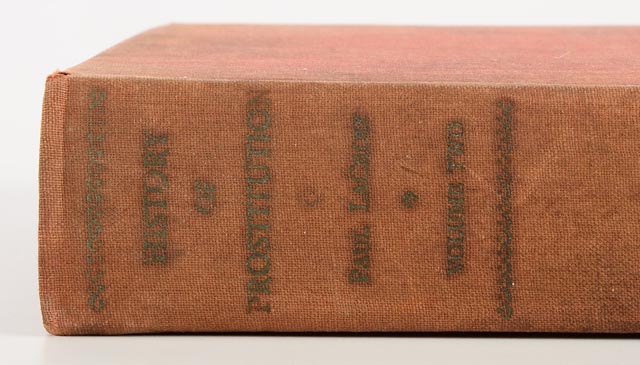 HISTORY
OF
PROSTITUTION
PAUL LACROIX
VOLUME TWO